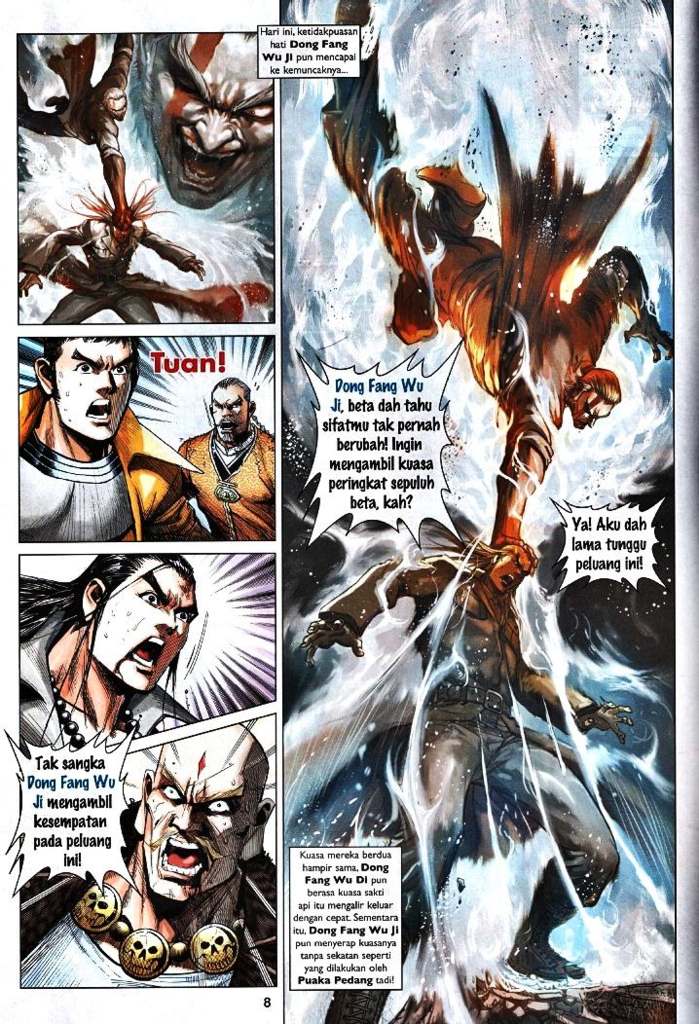 Hari ini, ketidakpuasan
hati Dong Fang
Wu Ji pun mencapai
ke kemuncaknya...
Tuan!
Tak sangka
Dong Fang Wu
Ji mengambil
kesempatan
pada peluang
ini!
Dong Fang Wu
Ji, beta dah tahu
sifatmu tak pernah
berubah! Ingin
mengambil kuasa
peringkat sepuluh
beta, kah?
Ya! Aku dah
lama tunggu
peluang ini!
Kuasa mereka berdua
hampir sama, Dong
Fang Wu Di pun
berasa kuasa sakti
api itu mengalir keluar
dengan cepat. Sementara
itu, Dong Fang Wu Ji
pun menyerap kuasanya
tanpa sekatan seperti
yang dilakukan oleh
Puaka Pedang tadi!
8